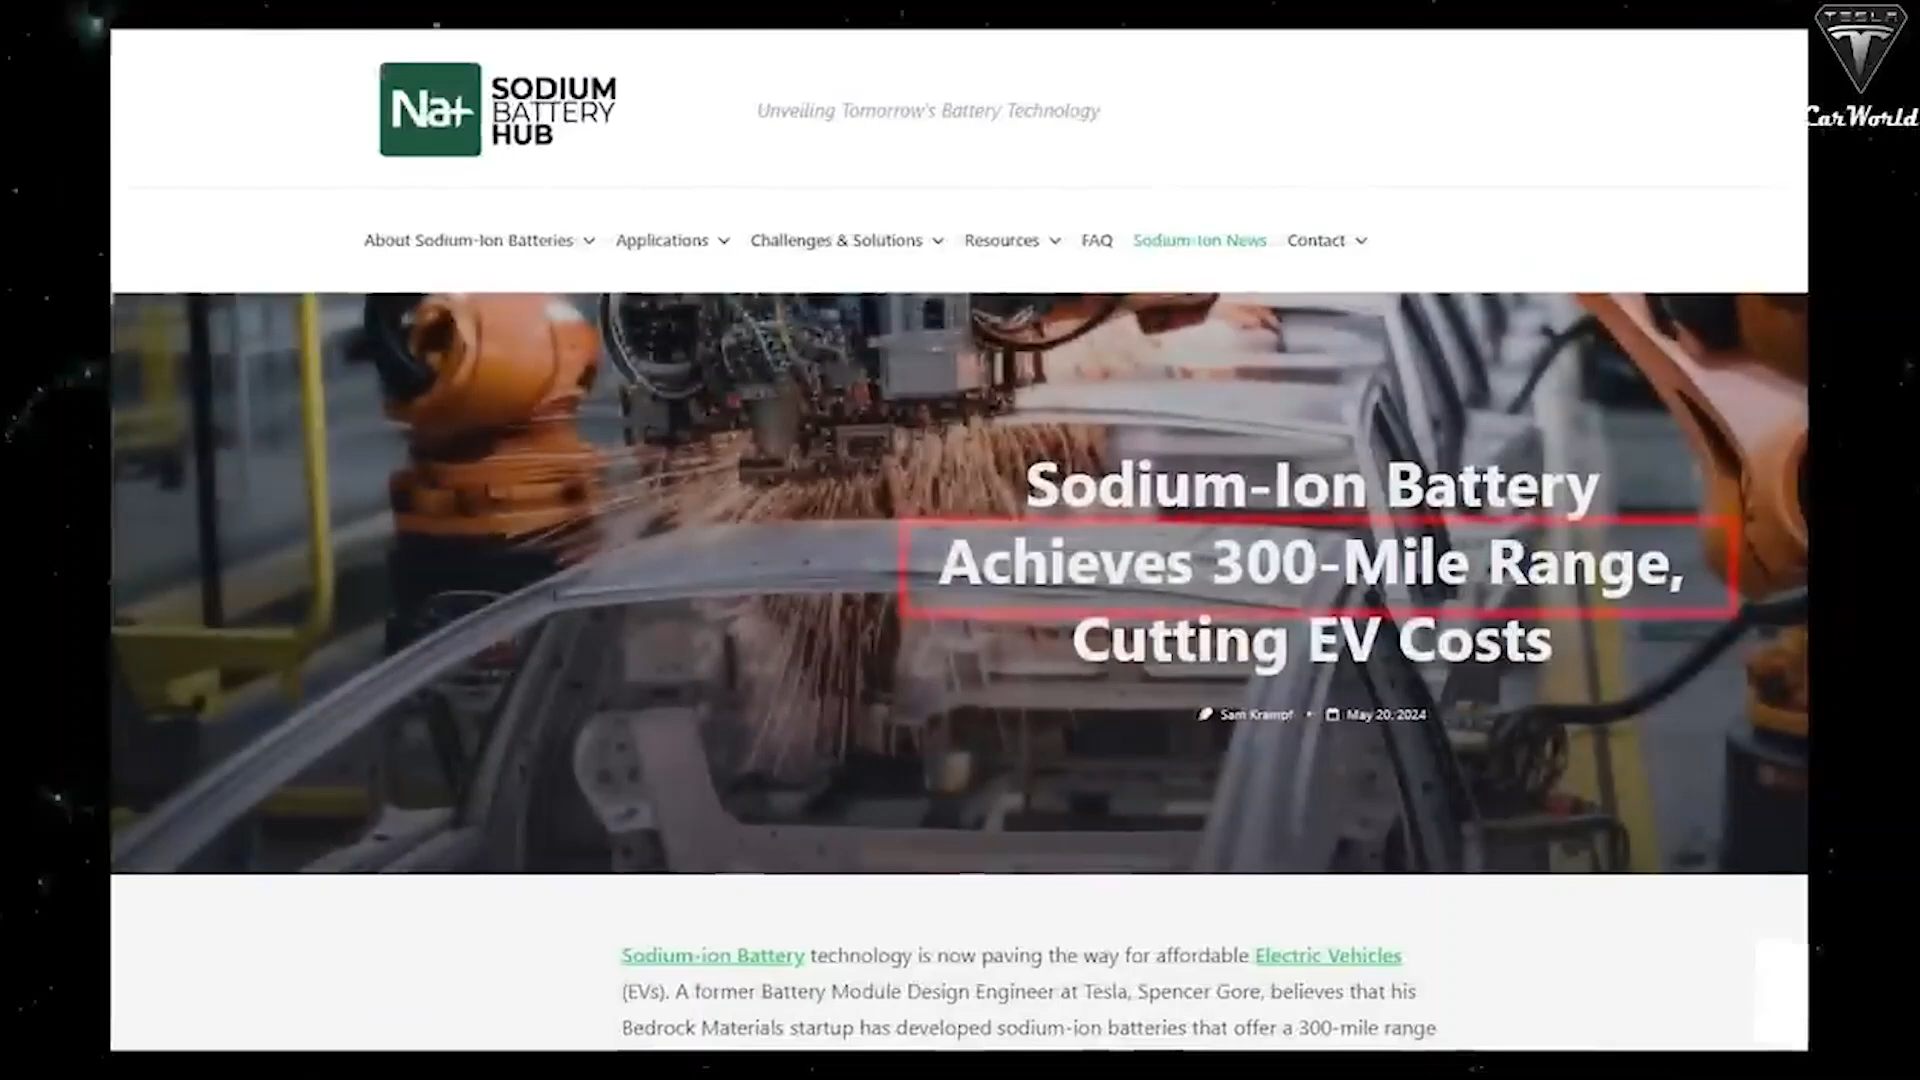 TESLA
CarWorld
Na+
SODIUM
BATTERY
HUB
Unveiling Tomorrow's Battery Technology
About Sodium-Ion Batteries
Applications
Challenges & Solutions
Resources
FAQ
Sodium-Ion News
Contact
Sodium-Ion Battery
Achieves 300-Mile Range,
Cutting EV Costs
Sam Krampf • May 20, 2024
Sodium-ion Battery technology is now paving the way for affordable Electric Vehicles
(EVs). A former Battery Module Design Engineer at Tesla, Spencer Gore, believes that his
Bedrock Materials startup has developed sodium-ion batteries that offer a 300-mile range